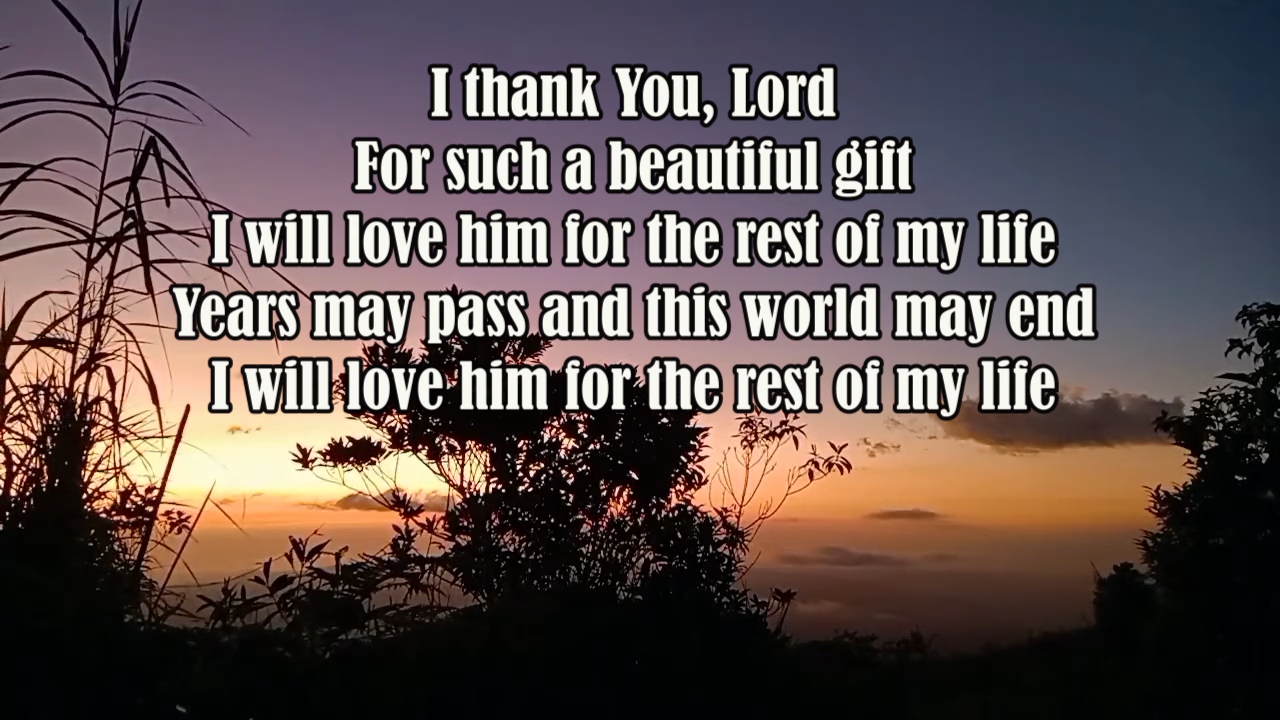 I thank You, Lord
For such a beautiful gift
I will love him for the rest of my life
Years may pass and this world may end
I will love him for the rest of my life